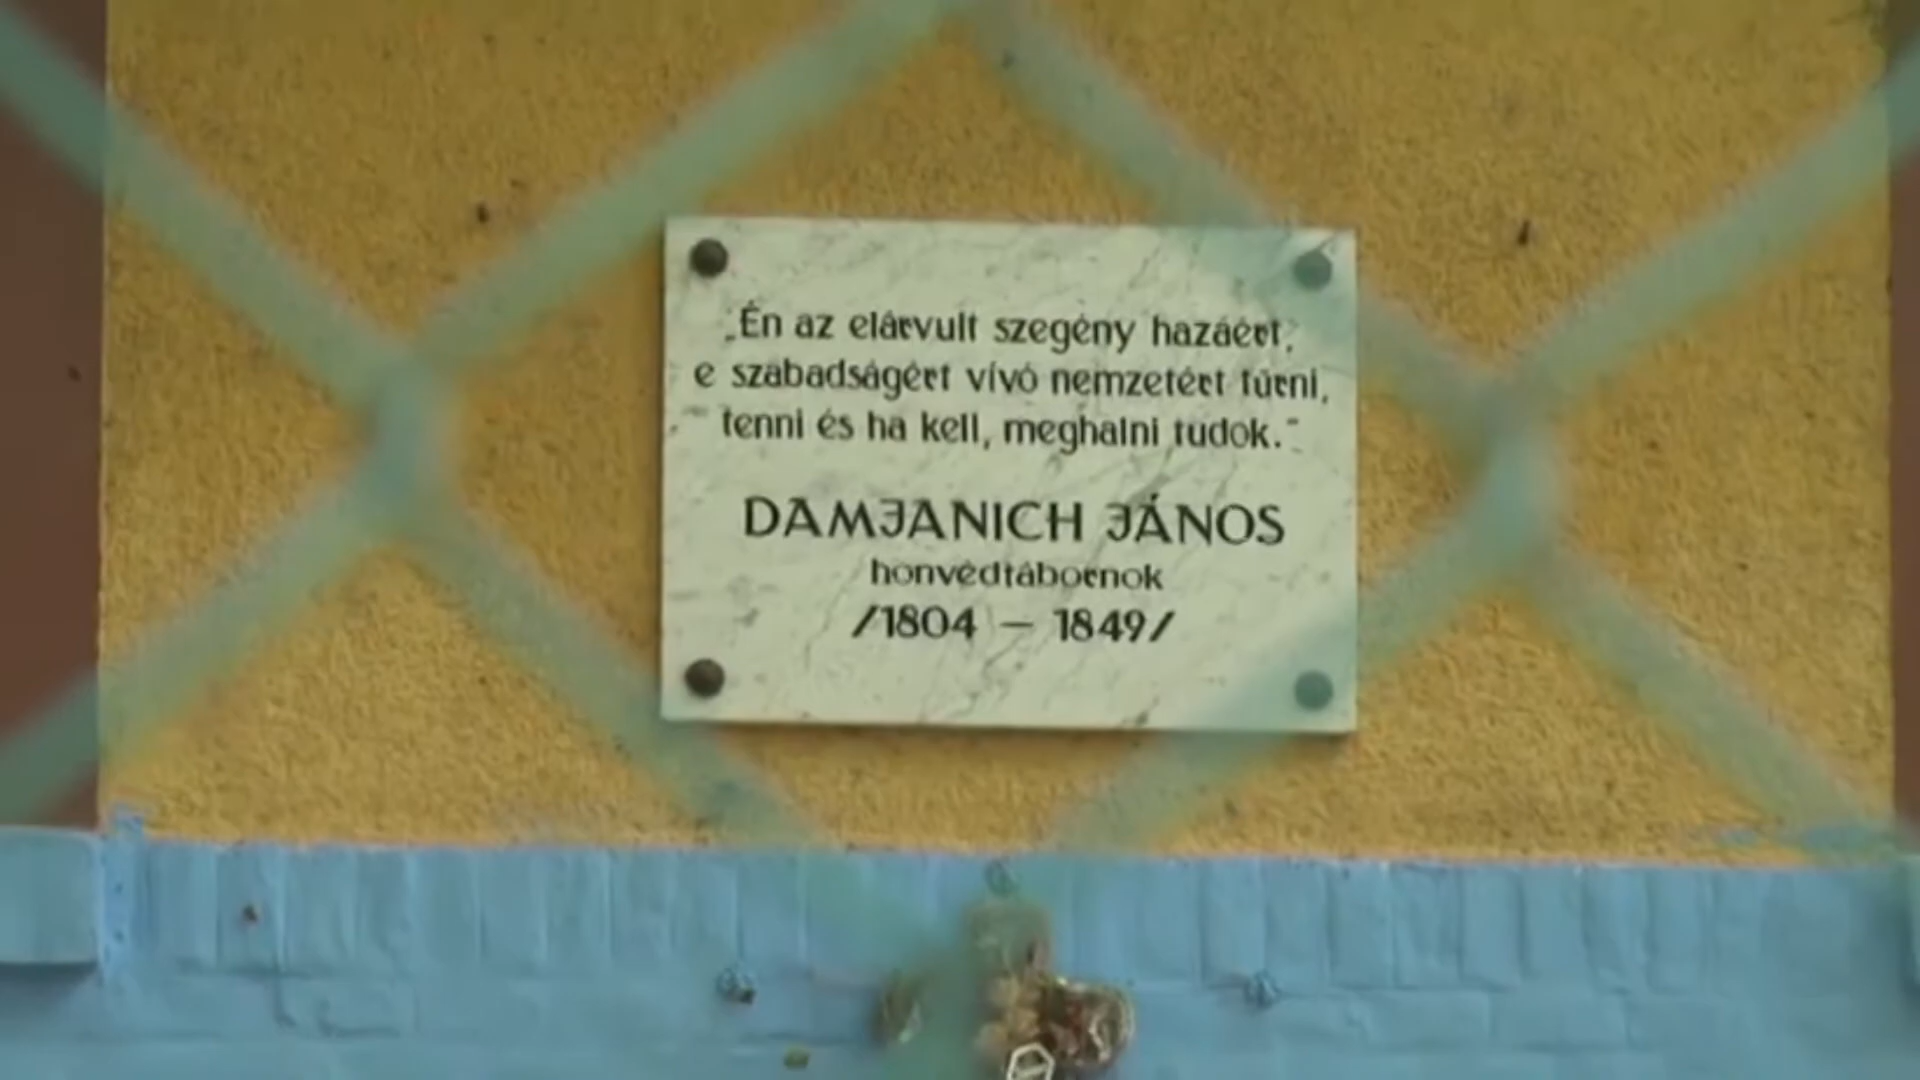 „Én az elárvult szegény hazáért,
e szabadságért vívó nemzetért tűrni,
tenni és ha kell, meghalni tudok."
DAMJANICH JÁNOS
honvédtábornok
/1804 – 1849/